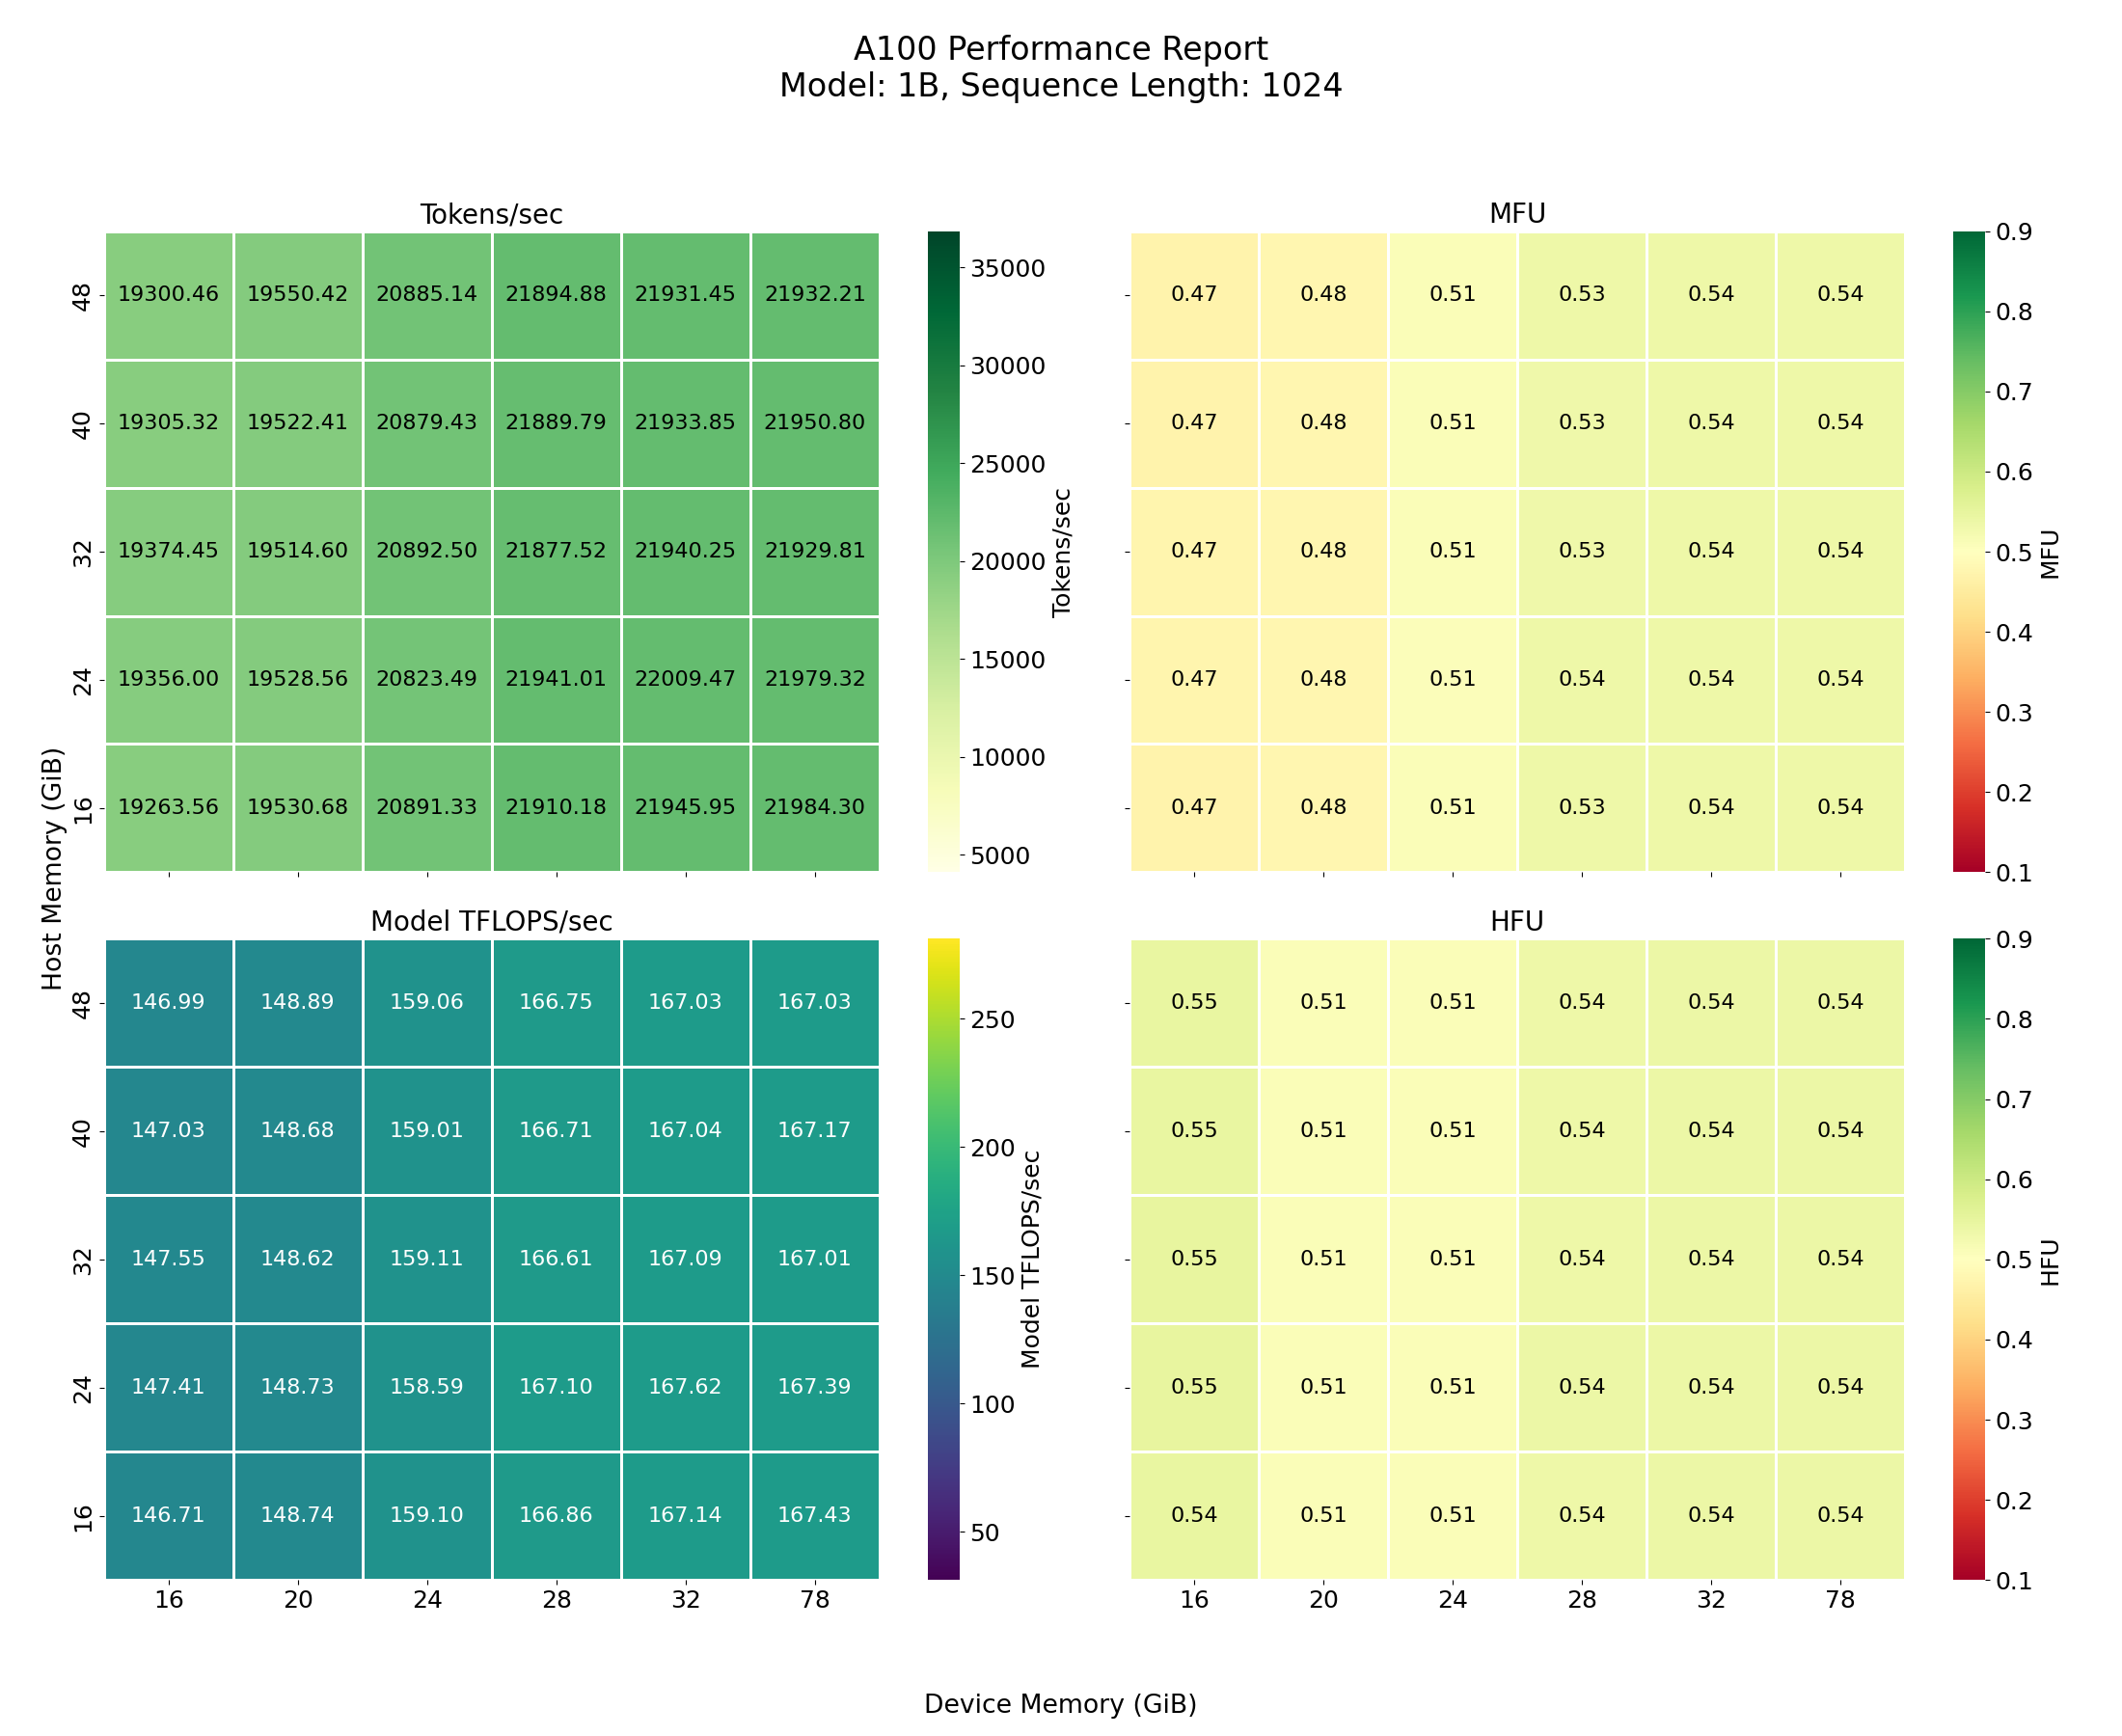 A100 Performance Report
Model: 1B, Sequence Length: 1024
Tokens/sec
48 19300.46 19550.42 20885.14 21894.88 21931.45 21932.21
40 19305.32 19522.41 20879.43 21889.79 21933.85 21950.80
32 19374.45 19514.60 20892.50 21877.52 21940.25 21929.81
24 19356.00 19528.56 20823.49 21941.01 22009.47 21979.32
16 19263.56 19530.68 20891.33 21910.18 21945.95 21984.30
35000
30000
25000
20000
15000
10000
5000
Tokens/sec
MFU
0.47 0.48 0.51 0.53 0.54 0.54
0.47 0.48 0.51 0.53 0.54 0.54
0.47 0.48 0.51 0.53 0.54 0.54
0.47 0.48 0.51 0.54 0.54 0.54
0.47 0.48 0.51 0.53 0.54 0.54
0.9
0.8
0.7
0.6
0.5
0.4
0.3
0.2
0.1
MFU
Host Memory (GiB)
Model TFLOPS/sec
48 146.99 148.89 159.06 166.75 167.03 167.03
40 147.03 148.68 159.01 166.71 167.04 167.17
32 147.55 148.62 159.11 166.61 167.09 167.01
24 147.41 148.73 158.59 167.10 167.62 167.39
16 146.71 148.74 159.10 166.86 167.14 167.43
16 20 24 28 32 78
250
200
150
100
50
Model TFLOPS/sec
HFU
0.55 0.51 0.51 0.54 0.54 0.54
0.55 0.51 0.51 0.54 0.54 0.54
0.55 0.51 0.51 0.54 0.54 0.54
0.55 0.51 0.51 0.54 0.54 0.54
0.54 0.51 0.51 0.54 0.54 0.54
16 20 24 28 32 78
0.9
0.8
0.7
0.6
0.5
0.4
0.3
0.2
0.1
HFU
Device Memory (GiB)